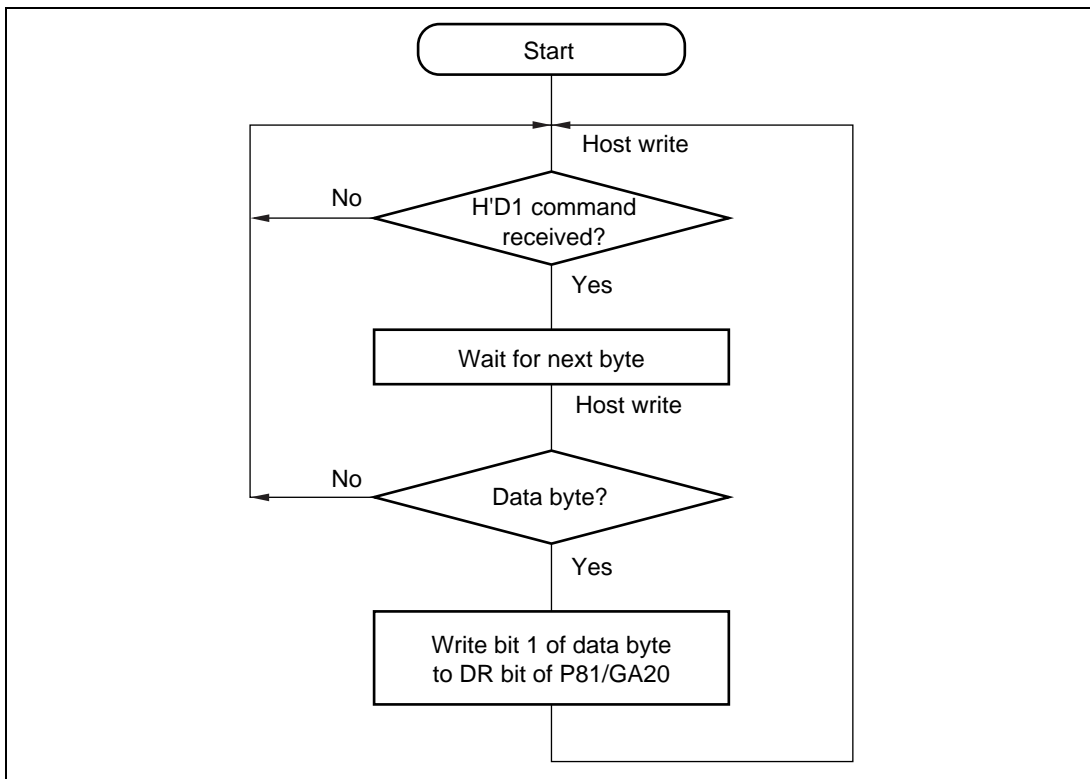 Start
Host write
No
H'D1 command
received?
Yes
Wait for next byte
Host write
No
Data byte?
Yes
Write bit 1 of data byte
to DR bit of P81/GA20